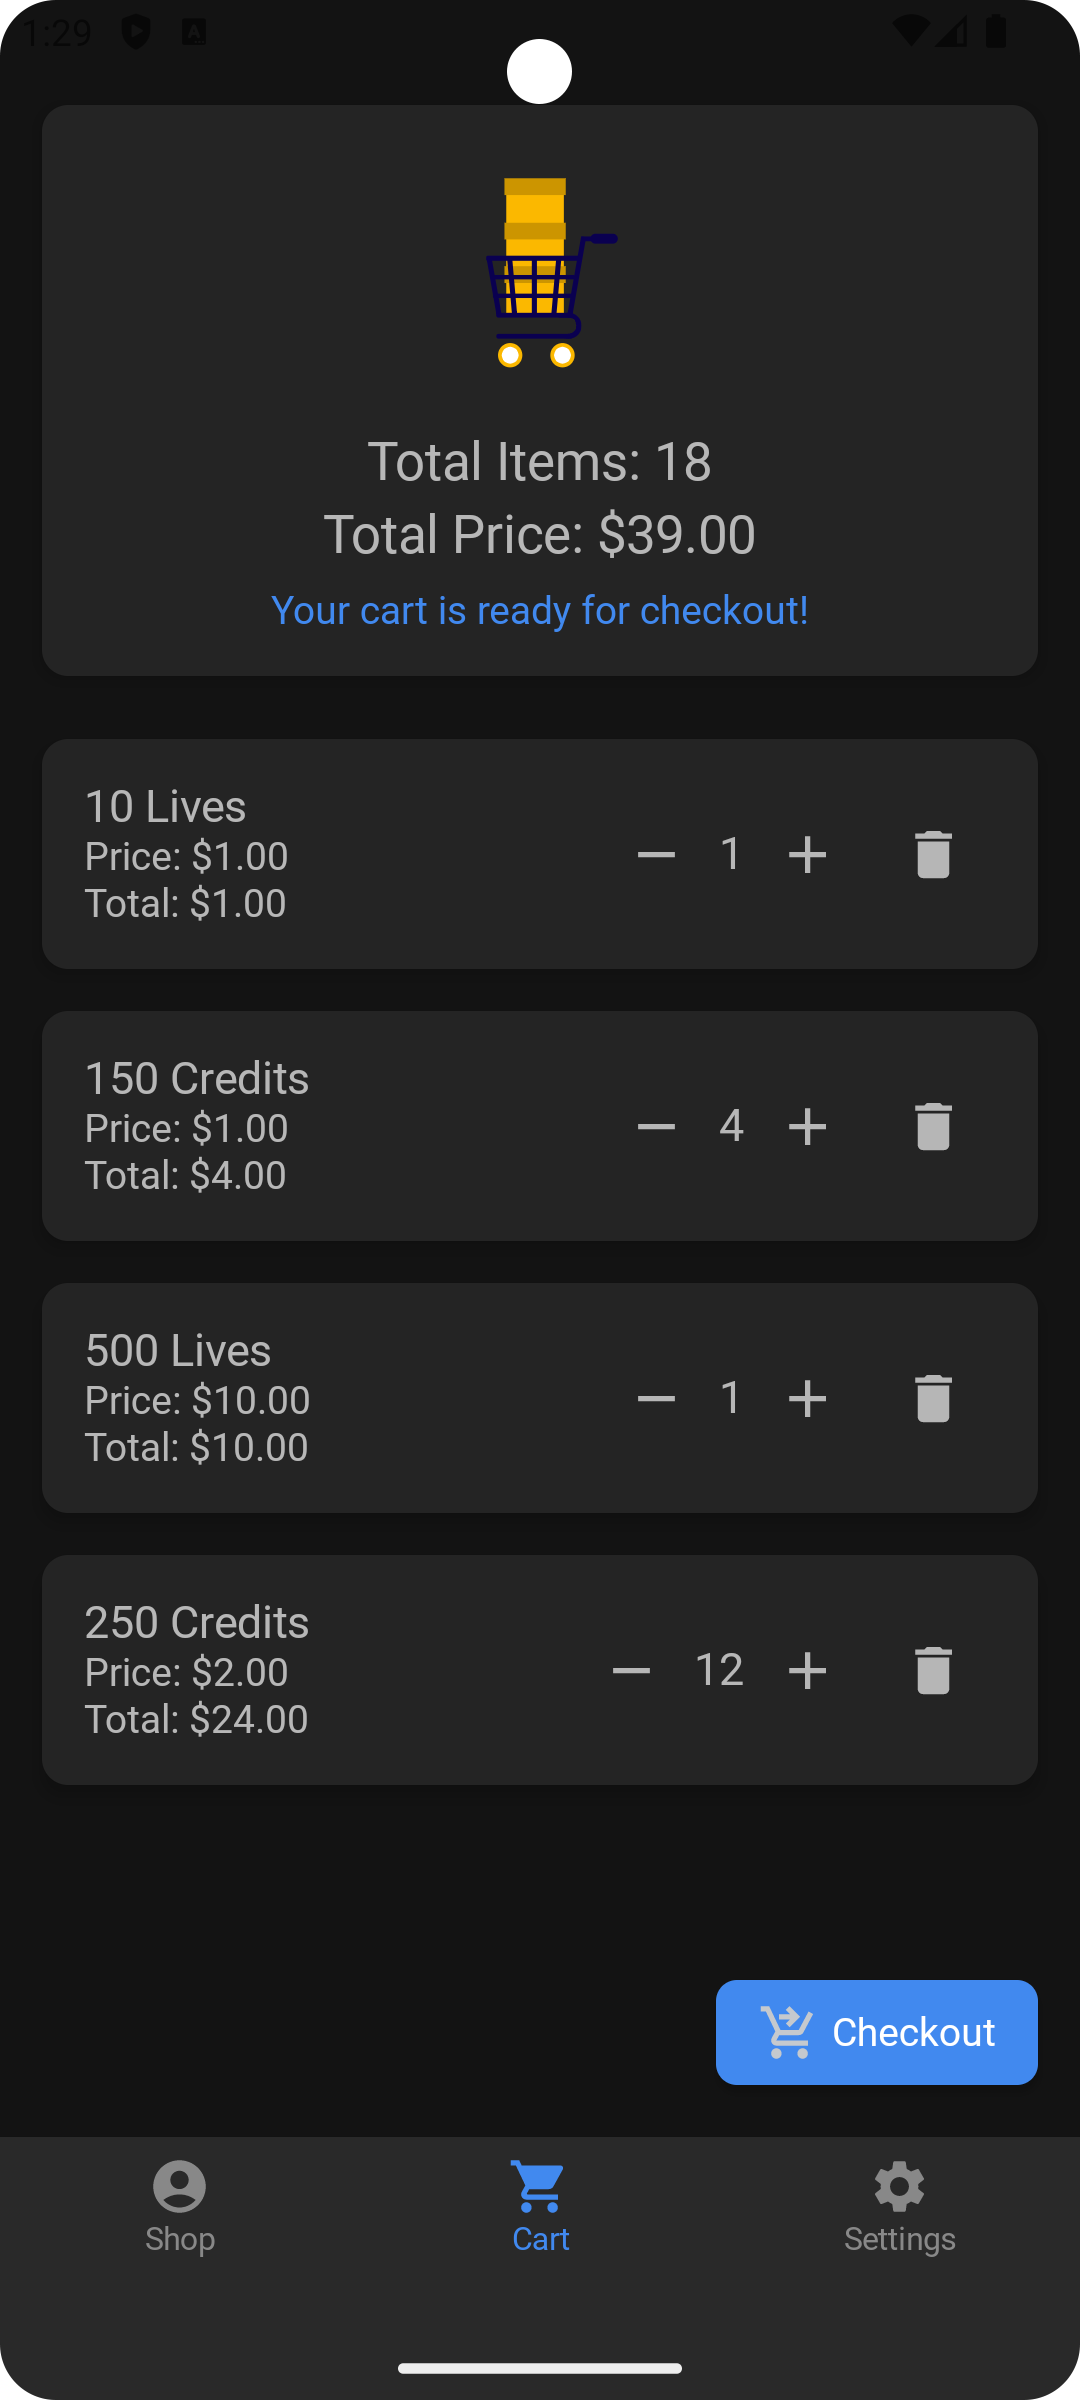 1:29
Total Items: 18
Total Price: $39.00
Your cart is ready for checkout!
10 Lives
Price: $1.00
Total: $1.00
1
150 Credits
Price: $1.00
Total: $4.00
4
500 Lives
Price: $10.00
Total: $10.00
1
250 Credits
Price: $2.00
Total: $24.00
12
Checkout
Shop
Cart
Settings